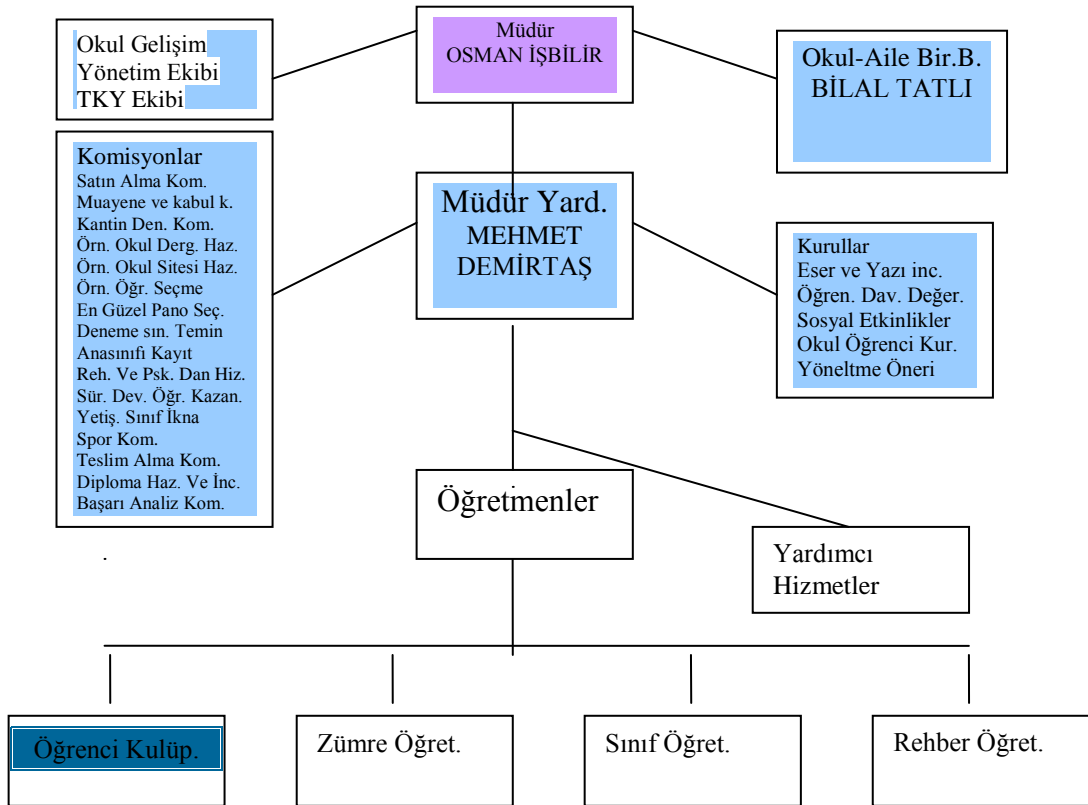 Müdür
OSMAN İŞBİLİR
Okul Gelişim
Yönetim Ekibi
TKY Ekibi
Okul-Aile Bir.B.
BİLAL TATLI
Komisyonlar
Satın Alma Kom.
Muayene ve kabul k.
Kantin Den. Kom.
Örn. Okul Derg. Haz.
Örn. Okul Sitesi Haz.
Örn. Öğr. Seçme
En Güzel Pano Seç.
Deneme sın. Temin
Anasınıfı Kayıt
Reh. Ve Psk. Dan Hiz.
Sür. Dev. Öğr. Kazan.
Yetiş. Sınıf İkna
Spor Kom.
Teslim Alma Kom.
Diploma Haz. Ve İnc.
Başarı Analiz Kom.
.
Müdür Yard.
MEHMET
DEMİRTAŞ
Kurullar
Eser ve Yazı inc.
Öğren. Dav. Değer.
Sosyal Etkinlikler
Okul Öğrenci Kur.
Yöneltme Öneri
Öğretmenler
Yardımcı
Hizmetler
Öğrenci Kulüp.
Zümre Öğret.
Sınıf Öğret.
Rehber Öğret.